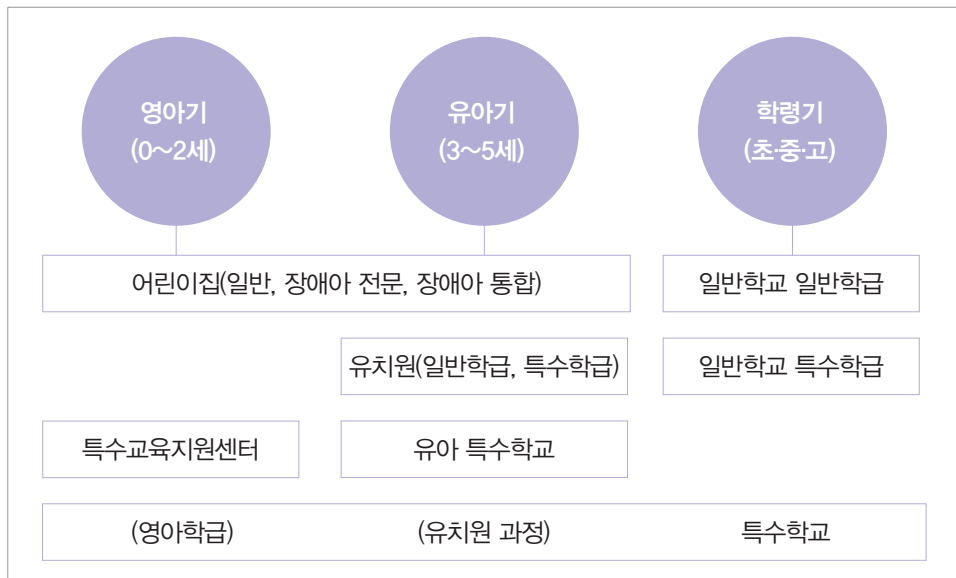 영아기
(0~2세)
유아기
(3~5세)
학령기
(초·중·고)
어린이집(일반, 장애아 전문, 장애아 통합)
일반학교 일반학급
유치원(일반학급, 특수학급)
일반학교 특수학급
특수교육지원센터
유아 특수학교
(영아학급)
(유치원 과정)
특수학교